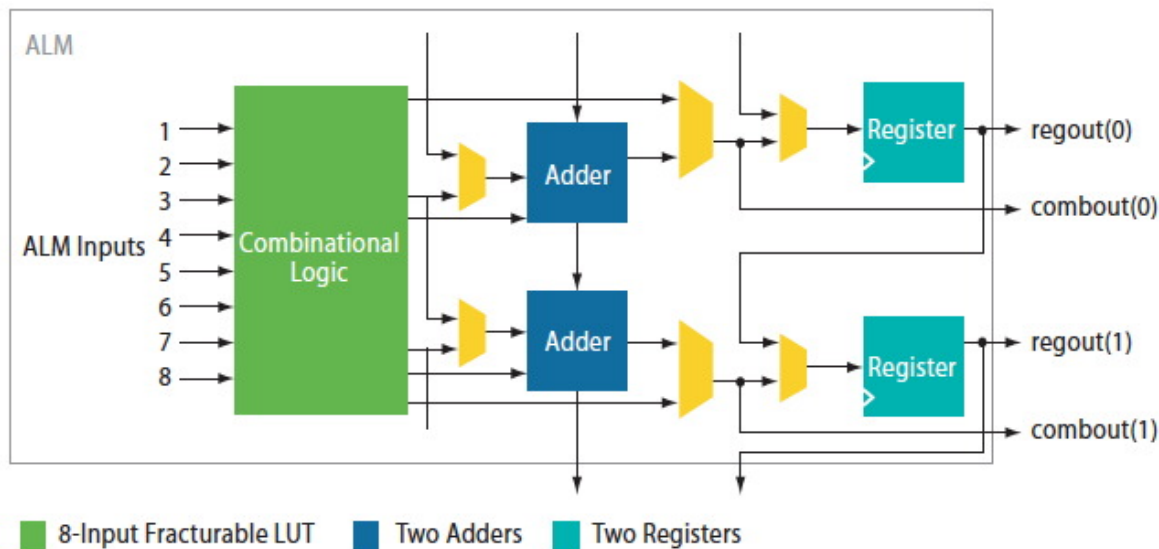 ALM
ALM Inputs
1
2
3
4
5
6
7
8
Combinational
Logic
Adder
Adder
Register
Register
regout(0)
combout(0)
regout(1)
combout(1)
8-Input Fracturable LUT
Two Adders
Two Registers